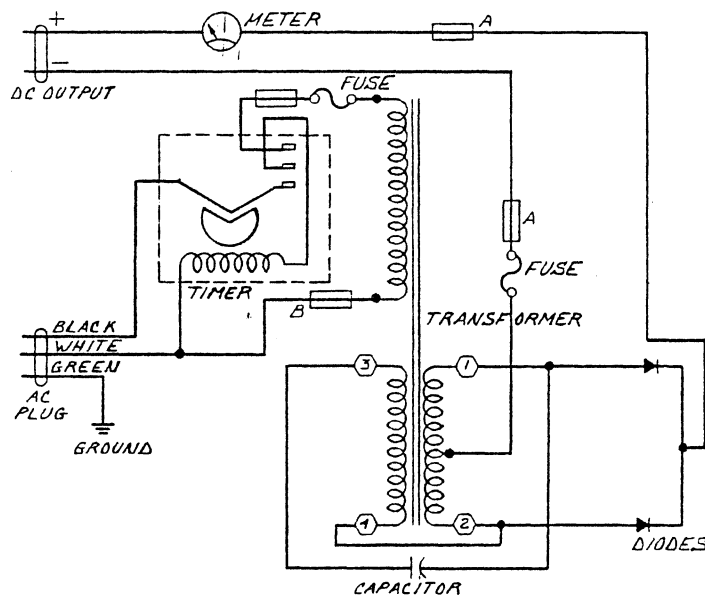 + METER A
−
DC OUTPUT
FUSE
A
FUSE
TIMER
B
TRANSFORMER
BLACK
WHITE
GREEN
AC
PLUG
GROUND
3 1
4 2
DIODES
CAPACITOR